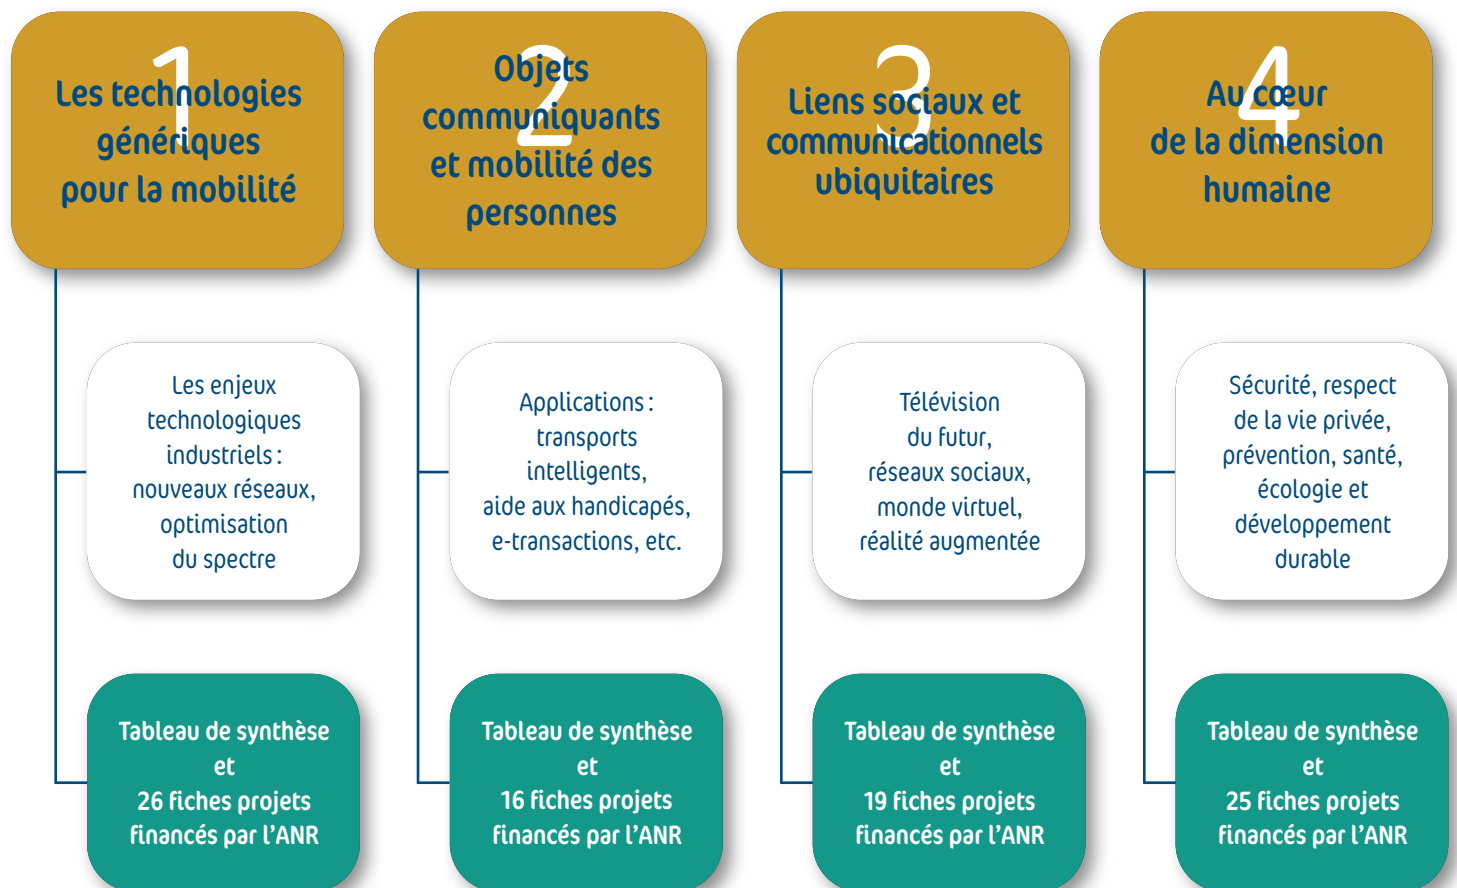 1
Les technologies
génériques
pour la mobilité
Les enjeux
technologiques
industriels :
nouveaux réseaux,
optimisation
du spectre
Tableau de synthèse
et
26 fiches projets
financés par l’ANR
2
Objets
communiquants
et mobilité des
personnes
Applications :
transports
intelligents,
aide aux handicapés,
e-transactions, etc.
Tableau de synthèse
et
16 fiches projets
financés par l’ANR
3
Liens sociaux et
communicationnels
ubiquitaires
Télévision
du futur,
réseaux sociaux,
monde virtuel,
réalité augmentée
Tableau de synthèse
et
19 fiches projets
financés par l’ANR
4
Au cœur
de la dimension
humaine
Sécurité, respect
de la vie privée,
prévention, santé,
écologie et
développement
durable
Tableau de synthèse
et
25 fiches projets
financés par l’ANR